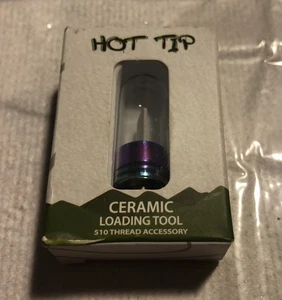 HOT TIP
CERAMIC
LOADING TOOL
510 THREAD ACCESSORY